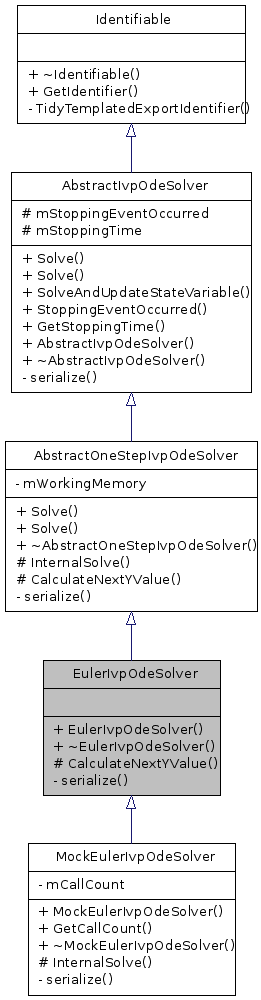 Identifiable
+ ~Identifiable()
+ GetIdentifier()
- TidyTemplatedExportIdentifier()
AbstractIvpOdeSolver
# mStoppingEventOccurred
# mStoppingTime
+ Solve()
+ Solve()
+ SolveAndUpdateStateVariable()
+ StoppingEventOccurred()
+ GetStoppingTime()
+ AbstractIvpOdeSolver()
+ ~AbstractIvpOdeSolver()
- serialize()
AbstractOneStepIvpOdeSolver
- mWorkingMemory
+ Solve()
+ Solve()
+ ~AbstractOneStepIvpOdeSolver()
# InternalSolve()
# CalculateNextYValue()
- serialize()
EulerIvpOdeSolver
+ EulerIvpOdeSolver()
+ ~EulerIvpOdeSolver()
# CalculateNextYValue()
- serialize()
MockEulerIvpOdeSolver
- mCallCount
+ MockEulerIvpOdeSolver()
+ GetCallCount()
+ ~MockEulerIvpOdeSolver()
# InternalSolve()
- serialize()